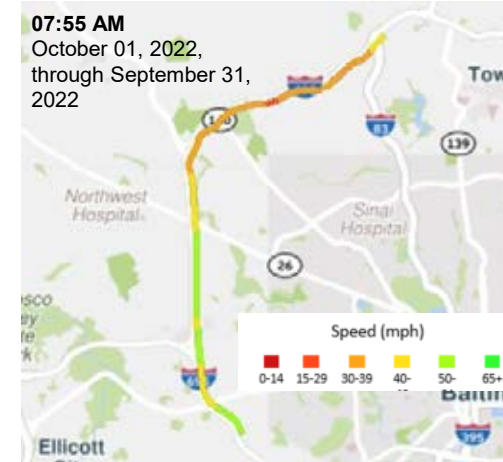 07:55 AM
October 01, 2022,
through September 31,
2022
Tow
83
139
Northwest
Hospital
Sinai
Hospital
26
Speed (mph)
0-14 15-29 30-39 40- 50- 65+
Baltin
395
Ellicott